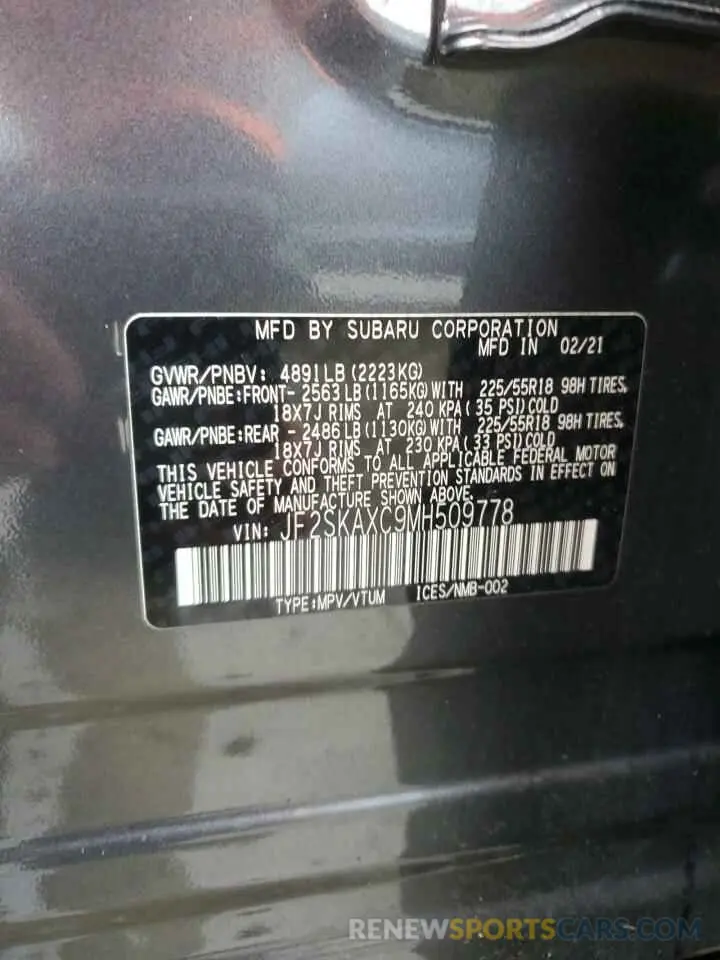 MFD BY SUBARU CORPORATION
MFD IN 02/21
GVWR/PNBV: 4891LB(2223KG)
GAWR/PNBE:FRONT- 2563LB(1165KG)WITH 225/55R18 98H TIRES,
18X7J RIMS AT 240 KPA(35 PSI)COLD
GAWR/PNBE:REAR - 2486LB(1130KG)WITH 225/55R18 98H TIRES,
18X7J RIMS AT 230 KPA(33 PSI)COLD
THIS VEHICLE CONFORMS TO ALL APPLICABLE FEDERAL MOTOR
VEHICLE SAFETY AND THEFT PREVENTION STANDARDS IN EFFECT ON
THE DATE OF MANUFACTURE SHOWN ABOVE.
VIN: JF2SKAXC9MH509778
TYPE:MPV/VTUM ICES/NMB-002
RENEWSPORTSCARS.COM